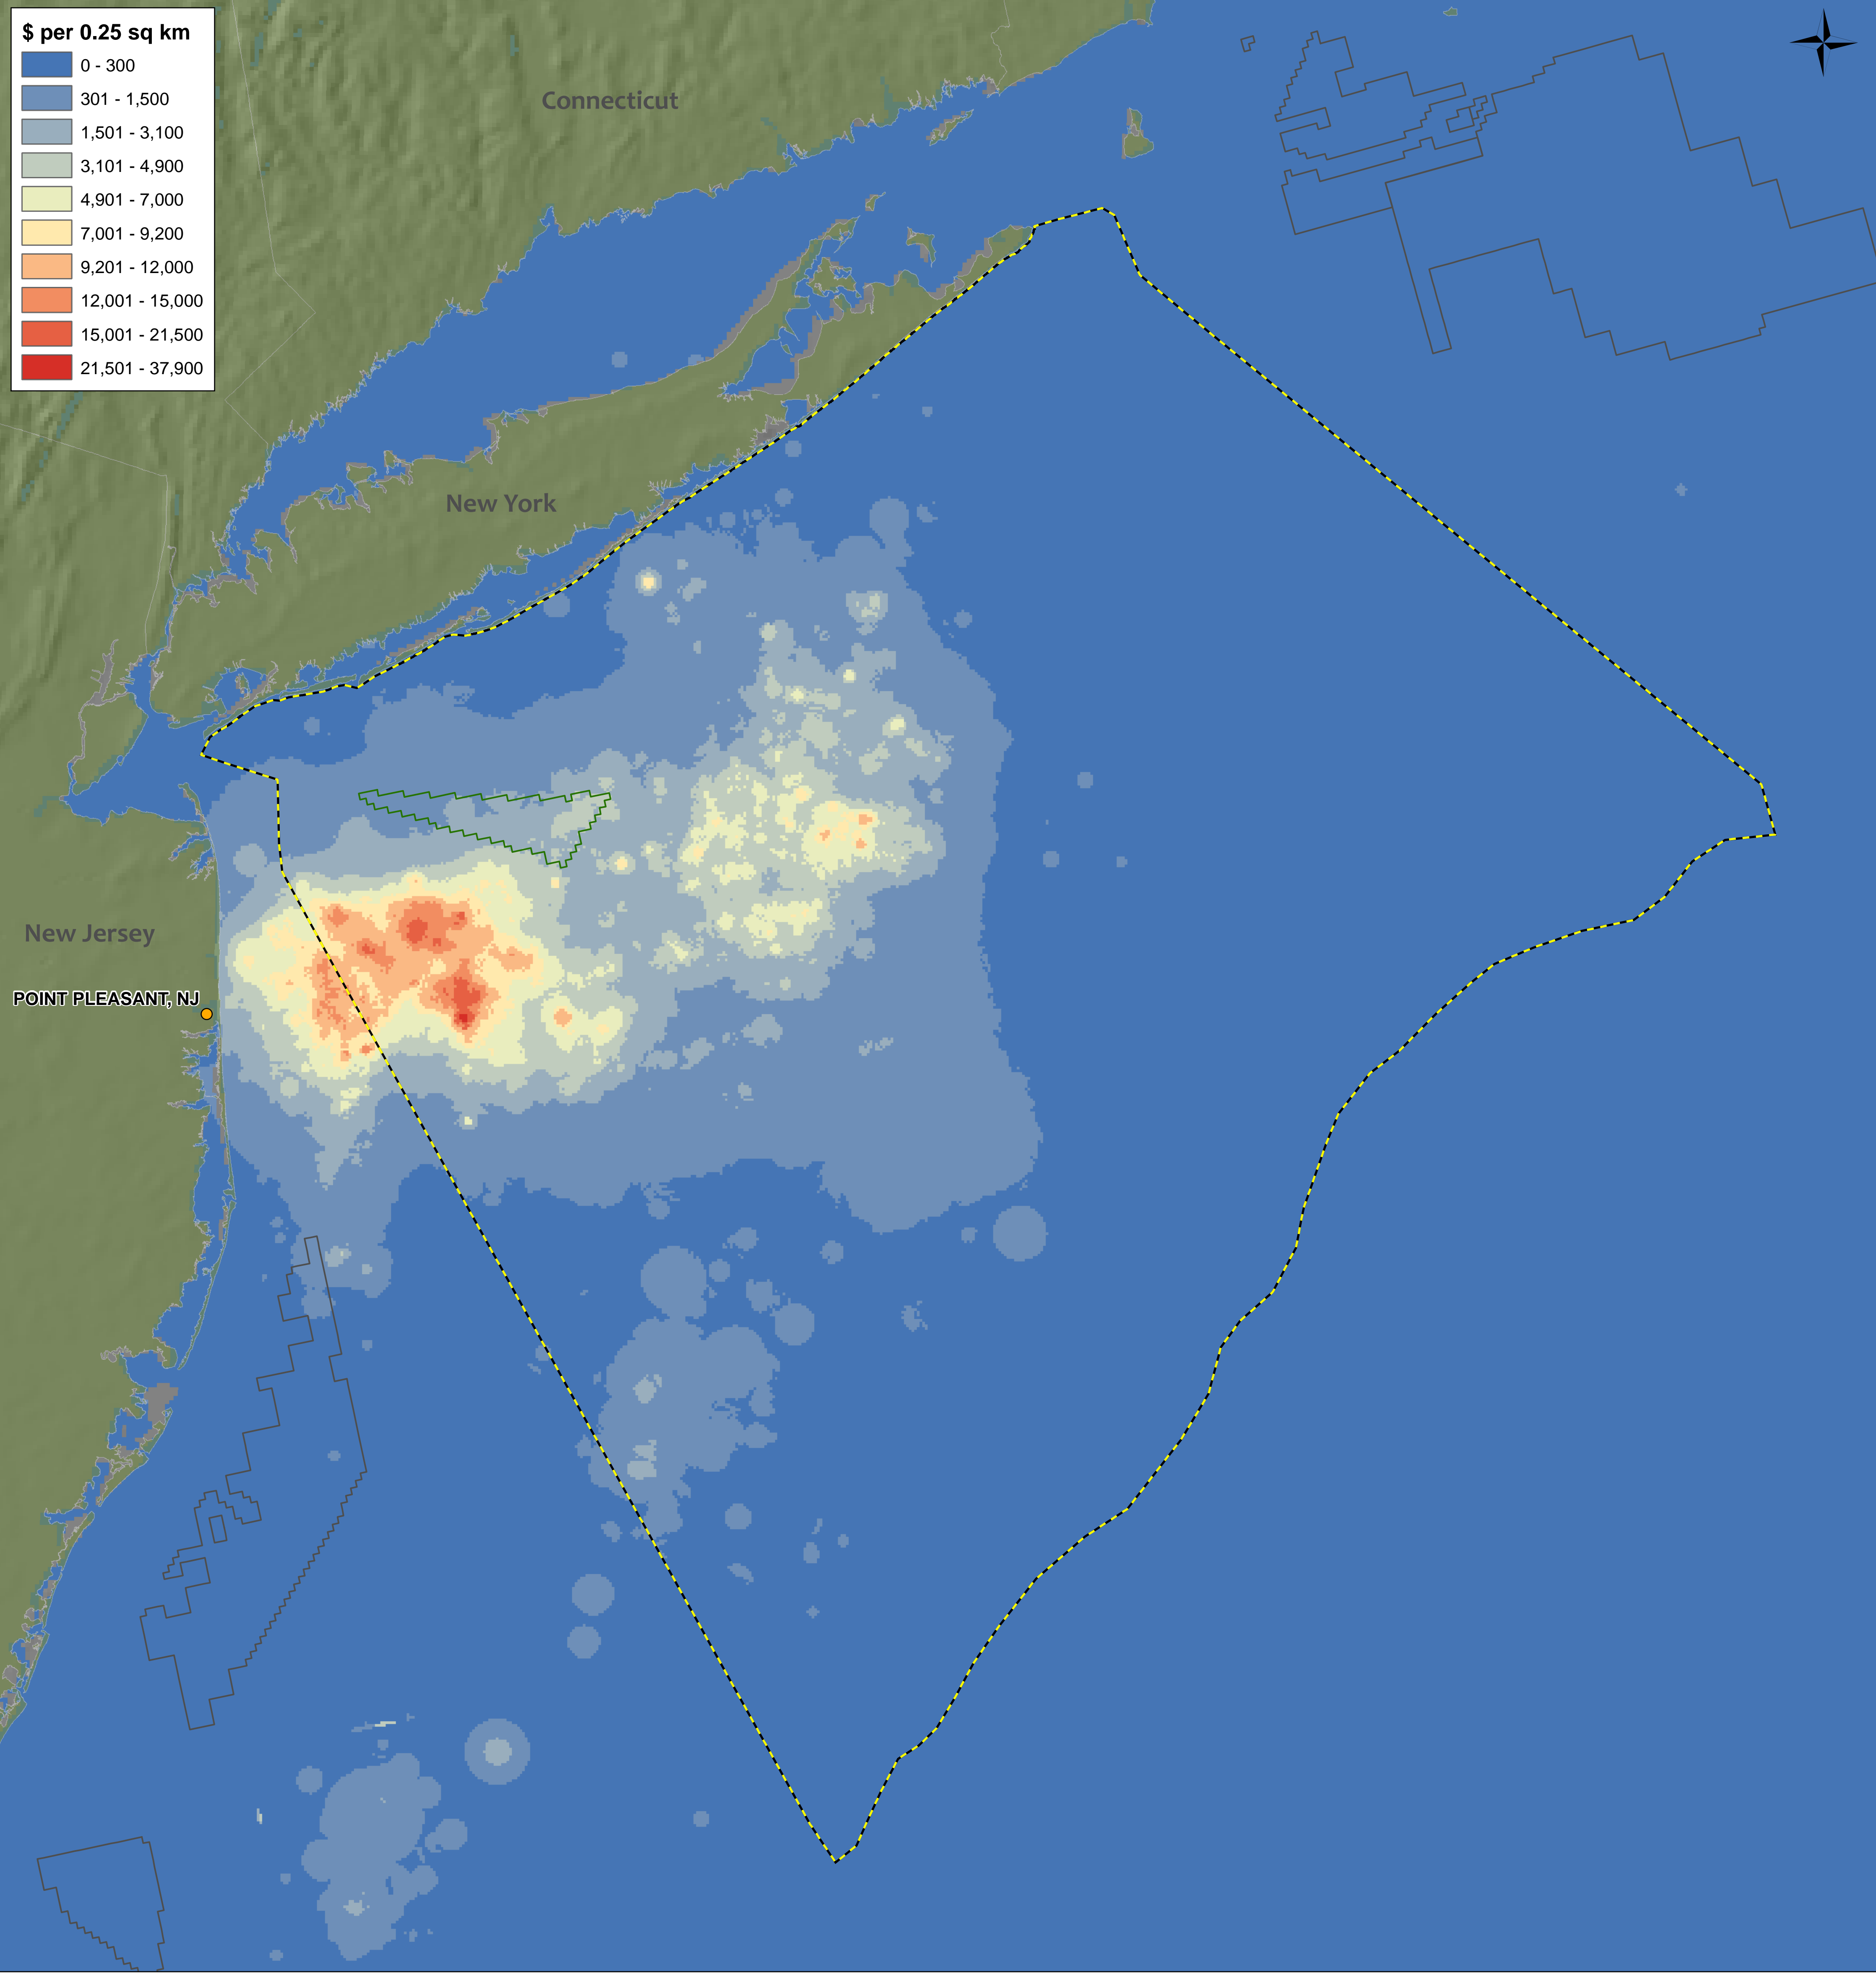 $ per 0.25 sq km
0 - 300
301 - 1,500
1,501 - 3,100
3,101 - 4,900
4,901 - 7,000
7,001 - 9,200
9,201 - 12,000
12,001 - 15,000
15,001 - 21,500
21,501 - 37,900
Connecticut
New York
New Jersey
POINT PLEASANT, NJ